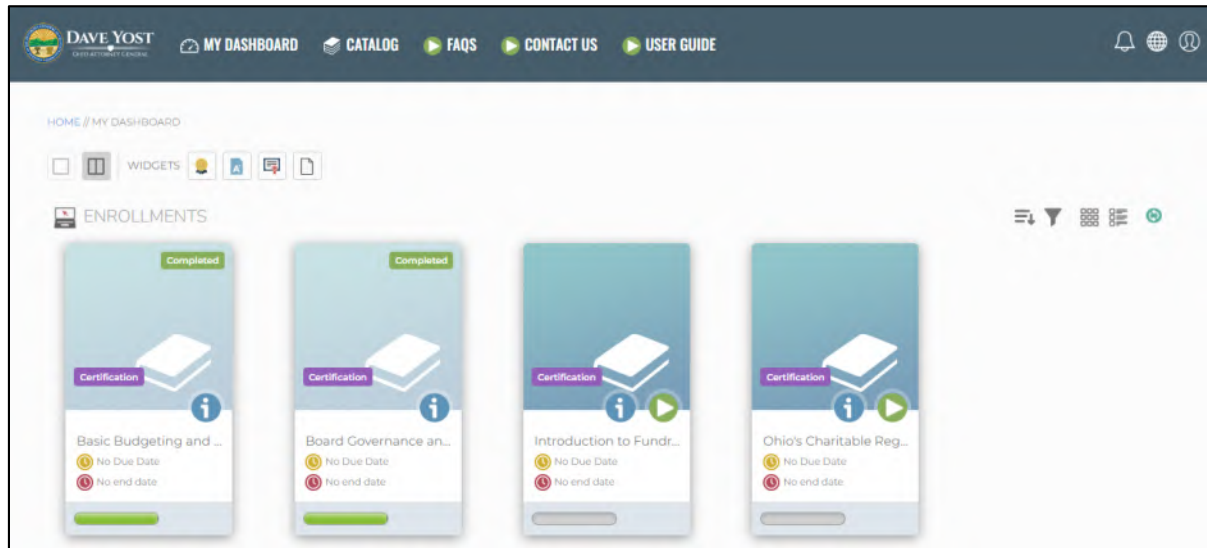 DAVE YOST
OHIO ATTORNEY GENERAL
MY DASHBOARD
CATALOG
FAQS
CONTACT US
USER GUIDE
HOME // MY DASHBOARD
WIDGETS
ENROLLMENTS
Completed
Certification
Basic Budgeting and ...
No Due Date
No end date
Completed
Certification
Board Governance an...
No Due Date
No end date
Certification
Introduction to Fundr...
No Due Date
No end date
Certification
Ohio's Charitable Reg...
No Due Date
No end date